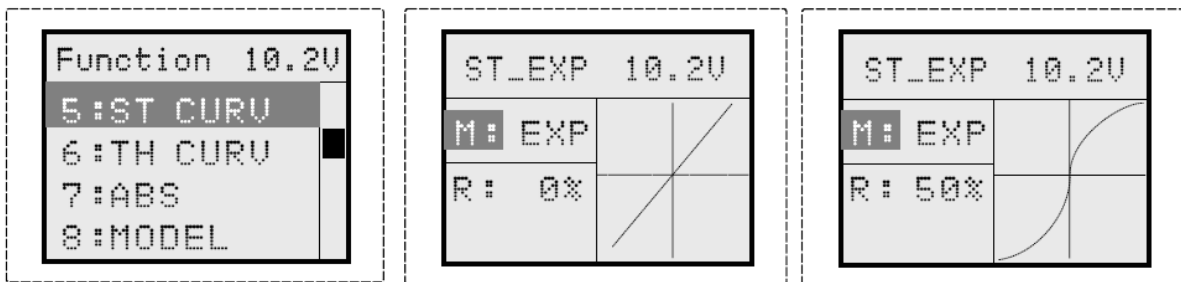 Function 10.2V
5:ST CURV
6:TH CURV
7:ABS
8:MODEL
ST_EXP 10.2V
M: EXP
R: 0%
ST_EXP 10.2V
M: EXP
R: 50%